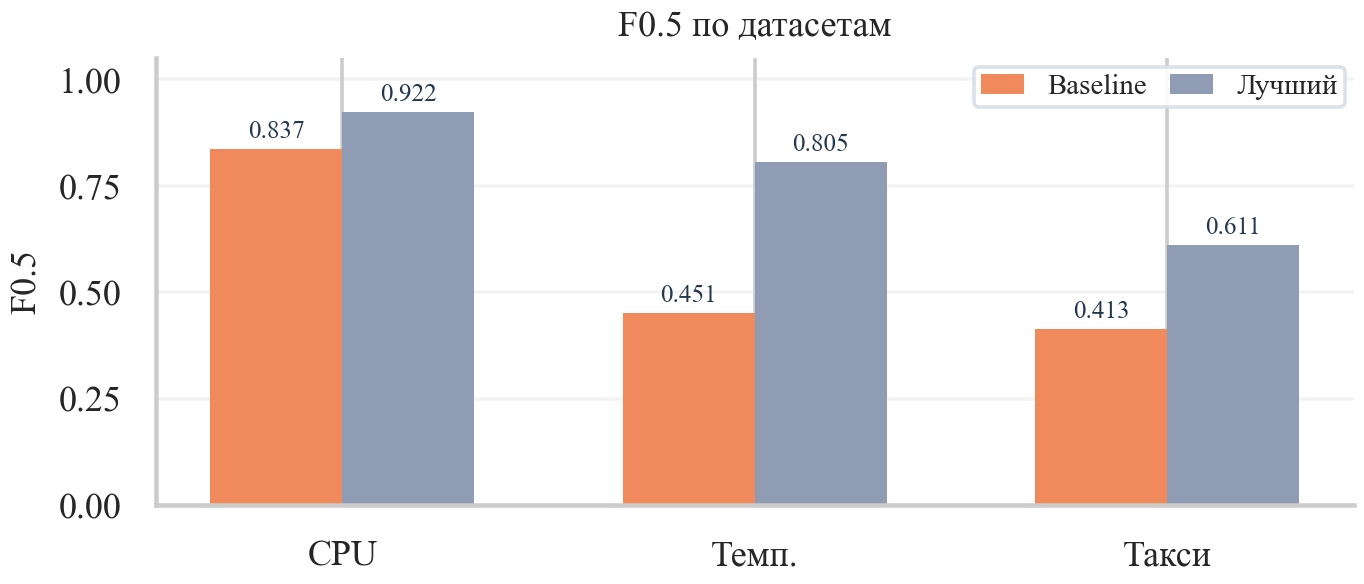 F0.5 по датасетам
Baseline Лучший
1.00
0.75
0.50
0.25
0.00
F0.5
0.837
0.922
0.451
0.805
0.413
0.611
CPU
Темп.
Такси